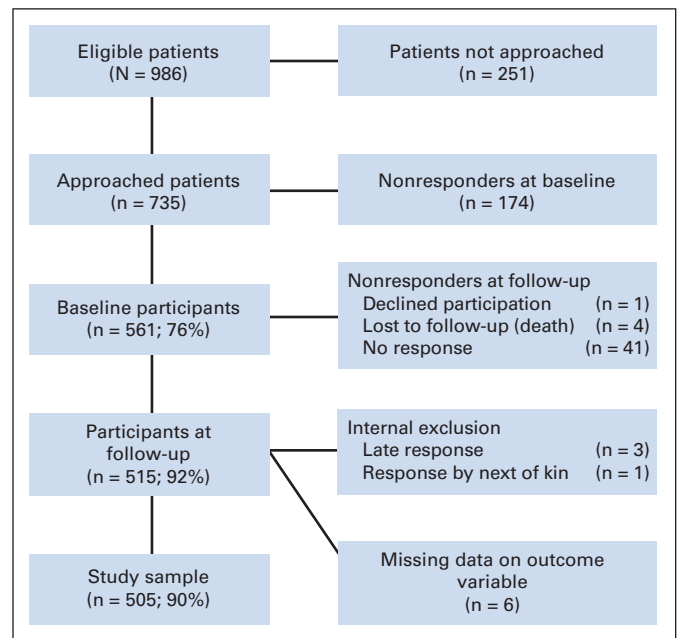 Eligible patients
(N = 986)
Patients not approached
(n = 251)
Approached patients
(n = 735)
Nonresponders at baseline
(n = 174)
Baseline participants
(n = 561; 76%)
Nonresponders at follow-up
Declined participation (n = 1)
Lost to follow-up (death) (n = 4)
No response (n = 41)
Participants at
follow-up
(n = 515; 92%)
Internal exclusion
Late response (n = 3)
Response by next of kin (n = 1)
Study sample
(n = 505; 90%)
Missing data on outcome
variable
(n = 6)